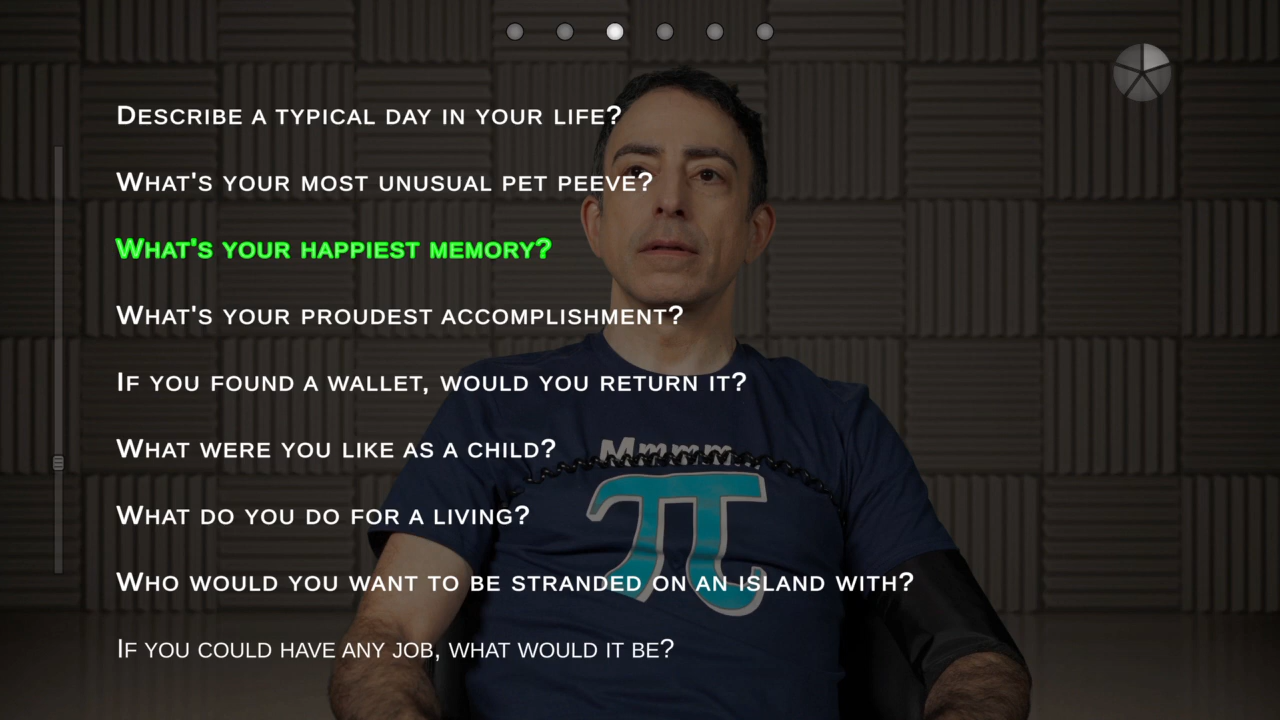 Describe a typical day in your life?
What's your most unusual pet peeve?
What's your happiest memory?
What's your proudest accomplishment?
If you found a wallet, would you return it?
What were you like as a child?
Mmmm...
What do you do for a living?
π
Who would you want to be stranded on an island with?
If you could have any job, what would it be?